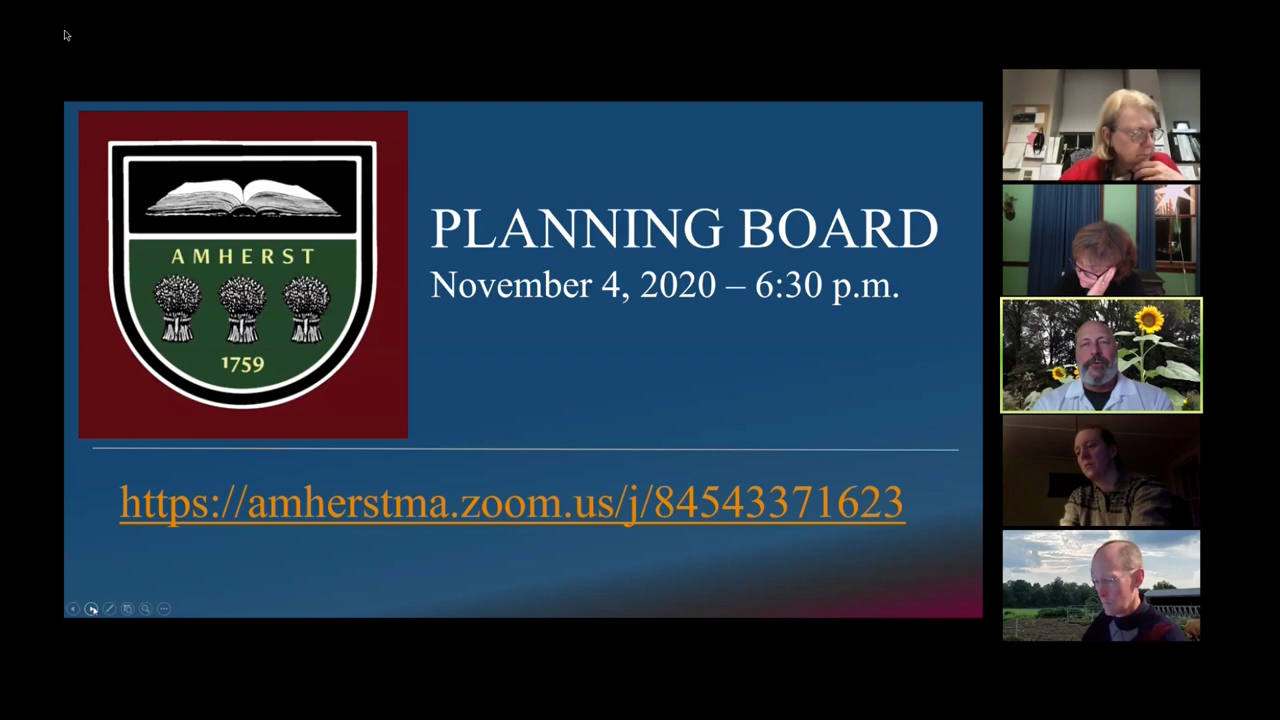 AMHERST
1759
PLANNING BOARD
November 4, 2020 – 6:30 p.m.
https://amherstma.zoom.us/j/84543371623